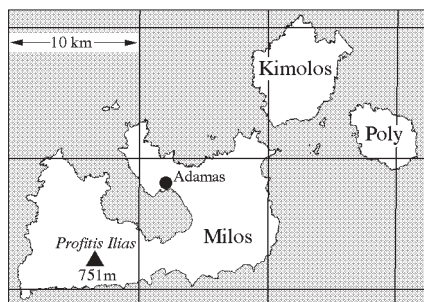 10 km
Kimolos
Poly
Adamas
Profitis Ilias
Milos
751m